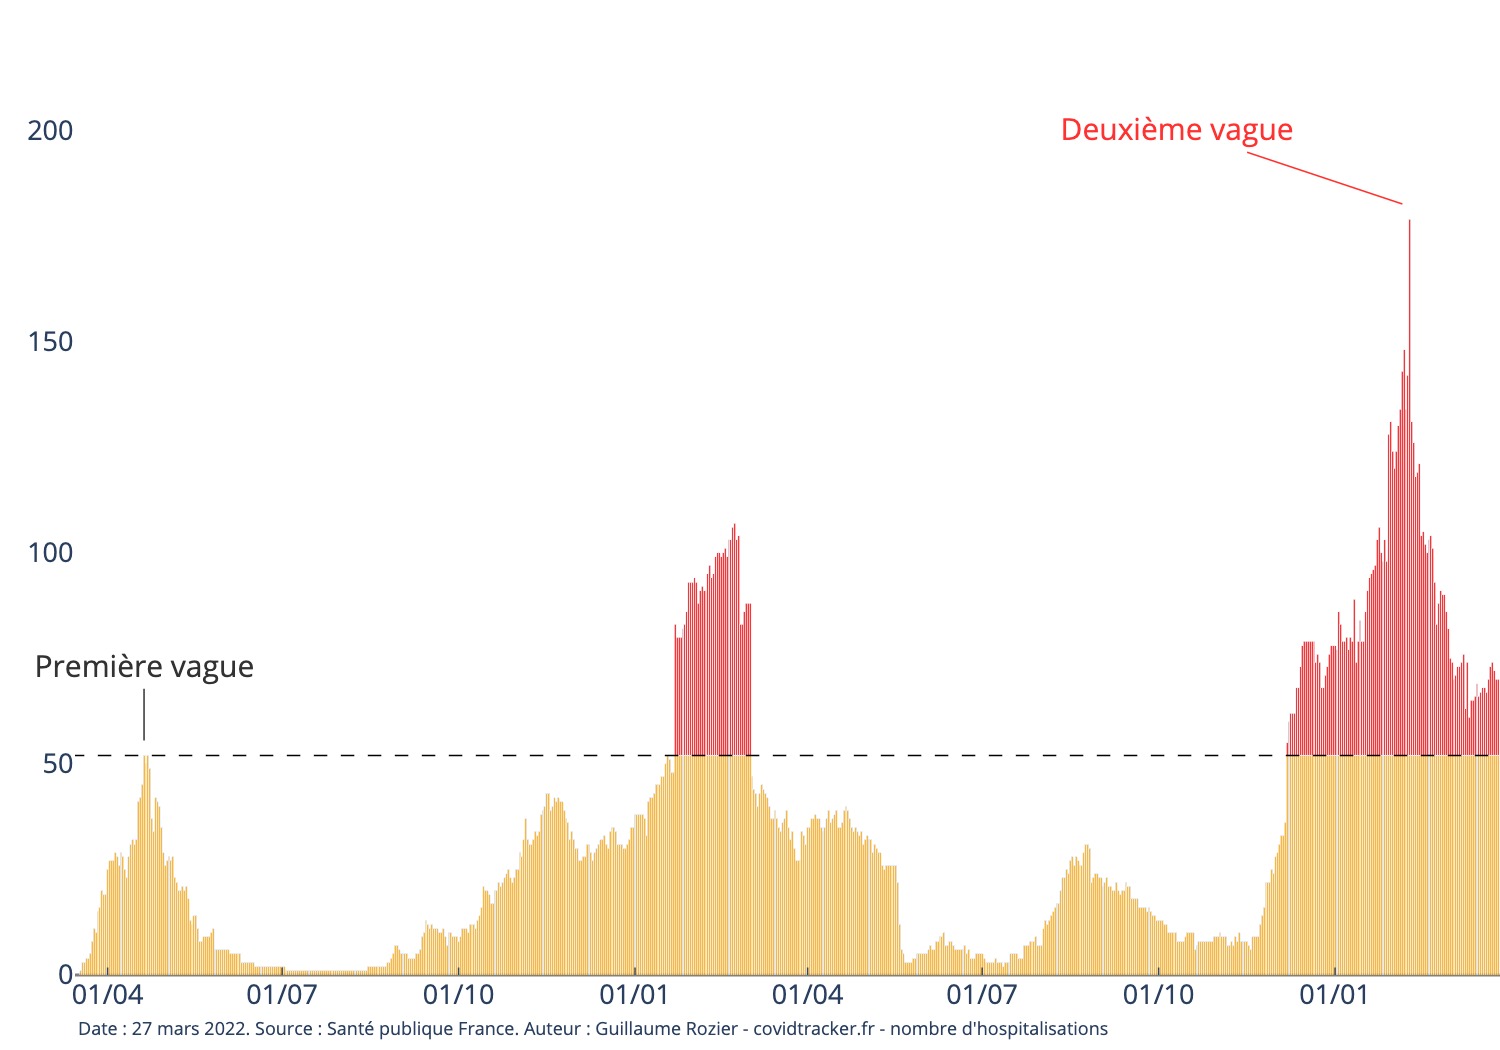 200
Deuxième vague
150
100
Première vague
50
0
01/04 01/07 01/10 01/01 01/04 01/07 01/10 01/01
Date : 27 mars 2022. Source : Santé publique France. Auteur : Guillaume Rozier - covidtracker.fr - nombre d'hospitalisations